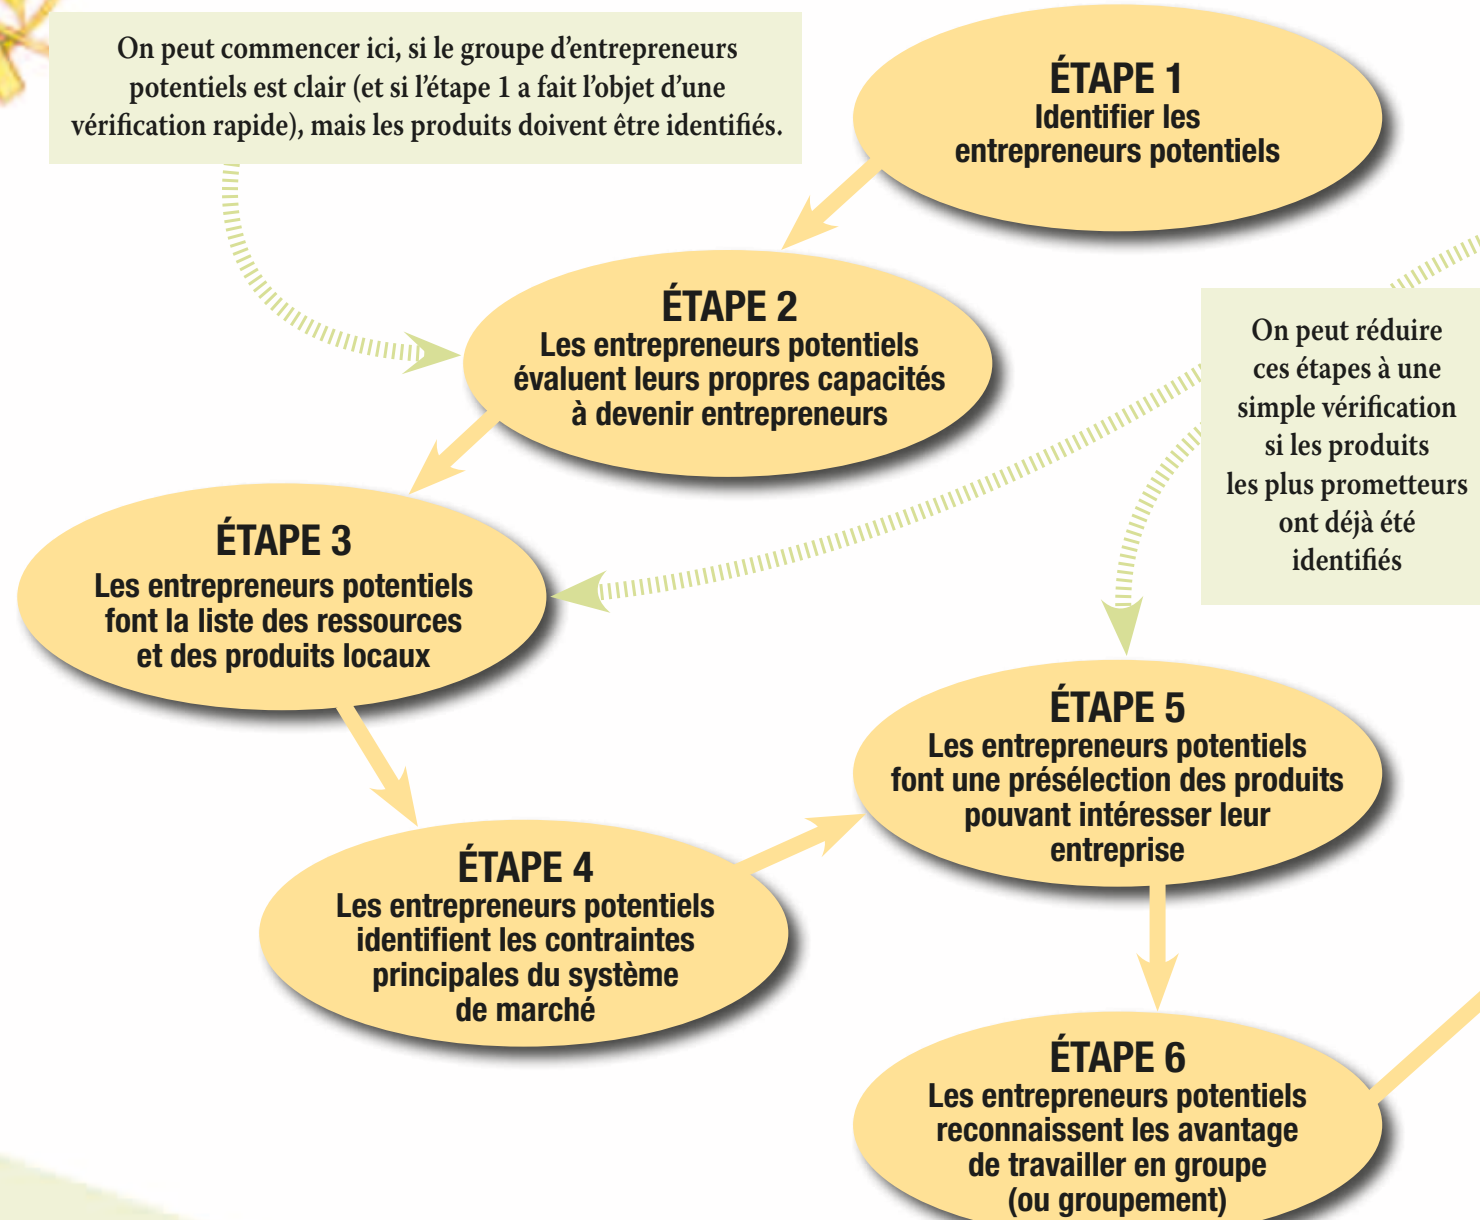 On peut commencer ici, si le groupe d'entrepreneurs
potentiels est clair (et si l'étape 1 a fait l'objet d'une
vérification rapide), mais les produits doivent être identifiés.
ÉTAPE 1
Identifier les
entrepreneurs potentiels
ÉTAPE 2
Les entrepreneurs potentiels
évaluent leurs propres capacités
à devenir entrepreneurs
On peut réduire
ces étapes à une
simple vérification
si les produits
les plus prometteurs
ont déjà été
identifiés
ÉTAPE 3
Les entrepreneurs potentiels
font la liste des ressources
et des produits locaux
ÉTAPE 4
Les entrepreneurs potentiels
identifient les contraintes
principales du système
de marché
ÉTAPE 5
Les entrepreneurs potentiels
font une présélection des produits
pouvant intéresser leur
entreprise
ÉTAPE 6
Les entrepreneurs potentiels
reconnaissent les avantage
de travailler en groupe
(ou groupement)